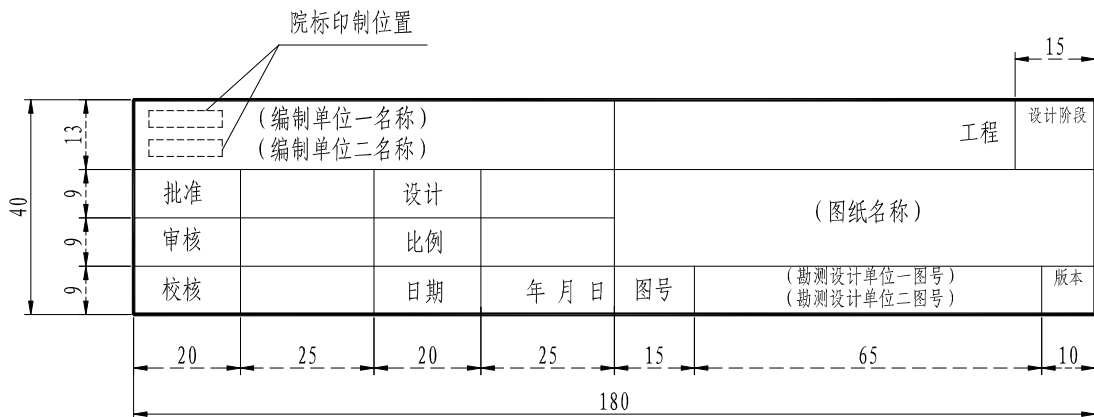 院标印制位置
15
(编制单位一名称)
(编制单位二名称)
工程
设计阶段
13
40
批准
设计
9
(图纸名称)
审核
比例
9
校核
日期
年 月 日
图号
(勘测设计单位一图号)
(勘测设计单位二图号)
版本
9
20
25
20
25
15
65
10
180